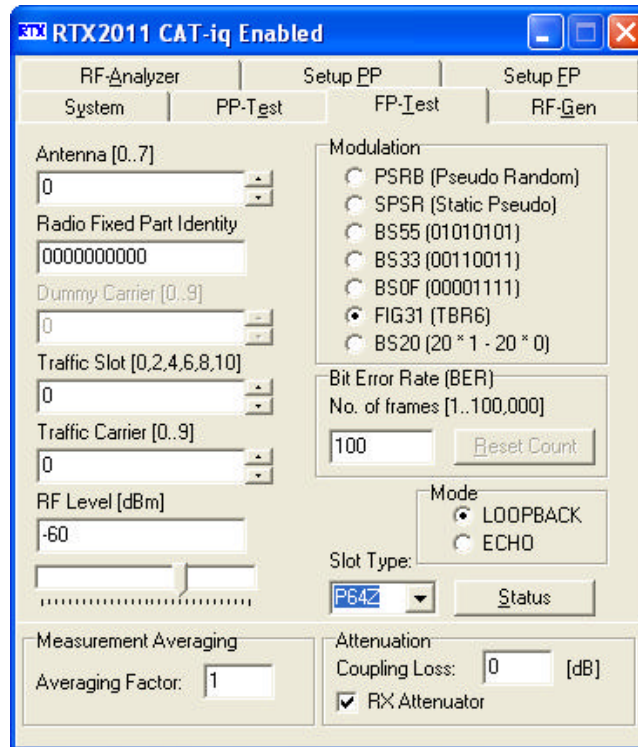 RTX RTX2011 CAT-iq Enabled
RF-Analyzer Setup PP Setup FP
System PP-Test FP-Test RF-Gen
Antenna [0..7]
0
Radio Fixed Part Identity
0000000000
Dummy Carrier [0..9]
0
Traffic Slot [0,2,4,6,8,10]
0
Traffic Carrier [0..9]
0
RF Level [dBm]
-60
Modulation
PSRB (Pseudo Random)
SPSR (Static Pseudo)
BS55 (01010101)
BS33 (00110011)
BS0F (00001111)
FIG31 (TBR6)
BS20 (20 * 1 - 20 * 0)
Bit Error Rate (BER)
No. of frames [1..100,000]
100 Reset Count
Mode
LOOPBACK
ECHO
Slot Type:
P64Z Status
Measurement Averaging
Averaging Factor: 1
Attenuation
Coupling Loss: 0 [dB]
RX Attenuator